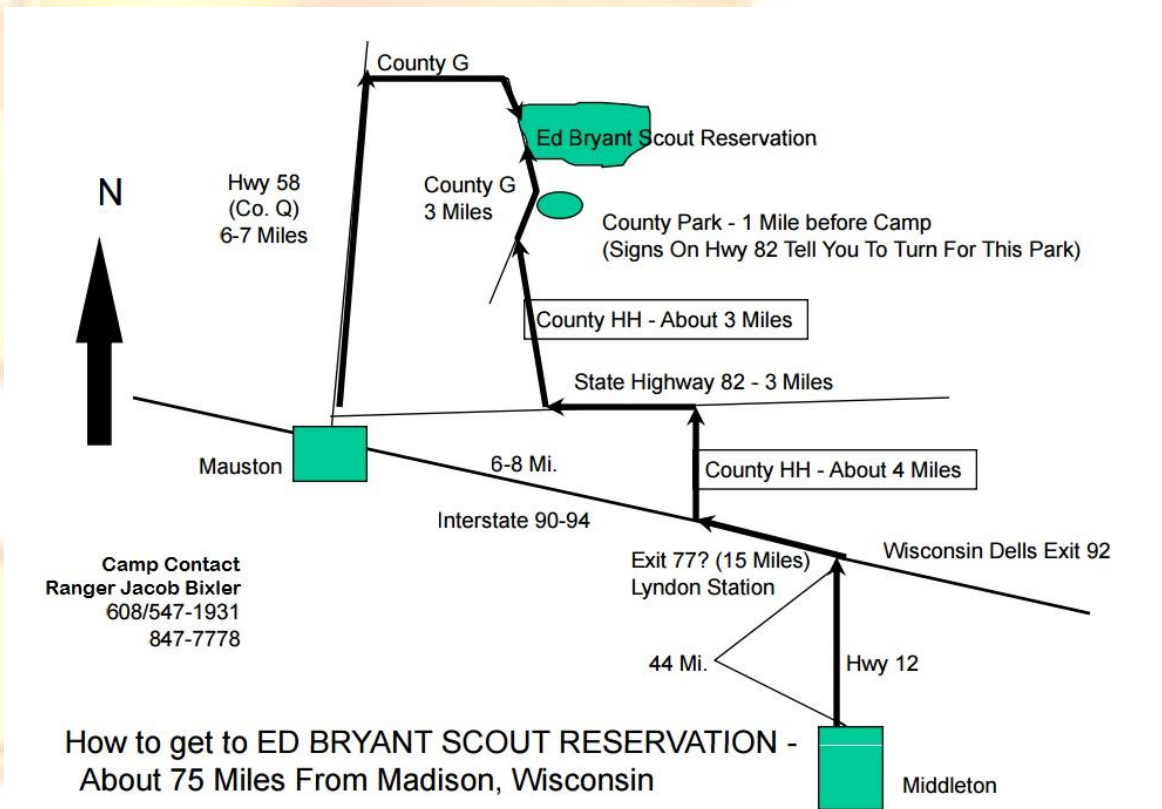 County G
Ed Bryant Scout Reservation
N
Hwy 58
(Co. Q)
6-7 Miles
County G
3 Miles
County Park - 1 Mile before Camp
(Signs On Hwy 82 Tell You To Turn For This Park)
County HH - About 3 Miles
State Highway 82 - 3 Miles
Mauston
6-8 Mi.
County HH - About 4 Miles
Interstate 90-94
Wisconsin Dells Exit 92
Exit 77? (15 Miles)
Lyndon Station
Camp Contact
Ranger Jacob Bixler
608/547-1931
847-7778
44 Mi.
Hwy 12
How to get to ED BRYANT SCOUT RESERVATION -
About 75 Miles From Madison, Wisconsin
Middleton